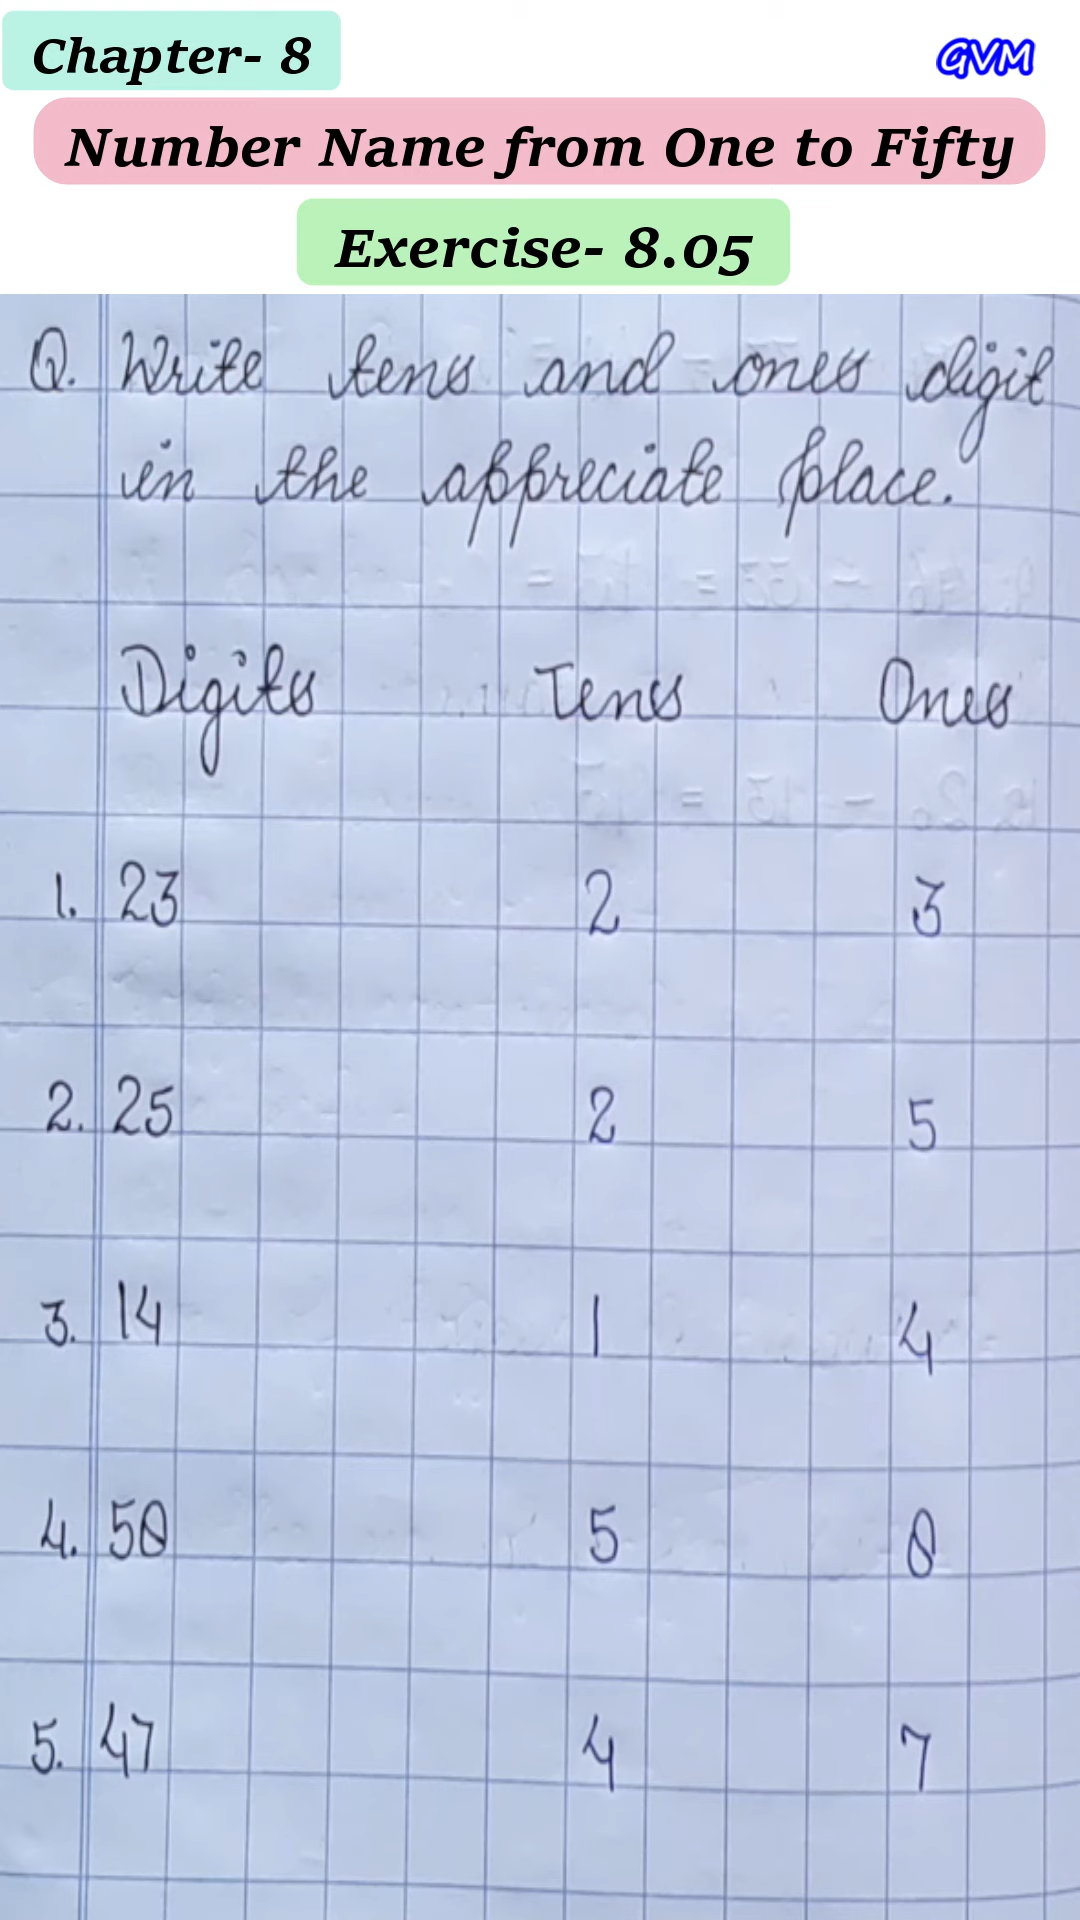 Chapter- 8
GVM
Number Name from One to Fifty
Exercise- 8.05
Q. Write tens and ones digit
in the appreciate place.
Digits Tens Ones
1. 23 2 3
2. 25 2 5
3. 14 1 4
4. 50 5 0
5. 47 4 7